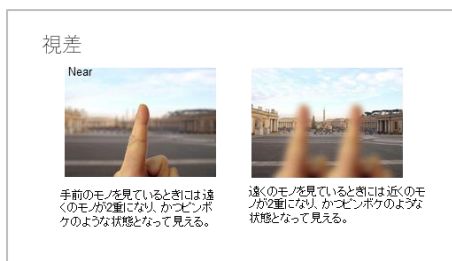 視差
Near
手前のモノを見ているときには遠
くのモノが2重になり、かつピンボ
ケのような状態となって見える。
遠くのモノを見ているときには近くのモ
ノが2重になり、かつピンボケのような
状態となって見える。